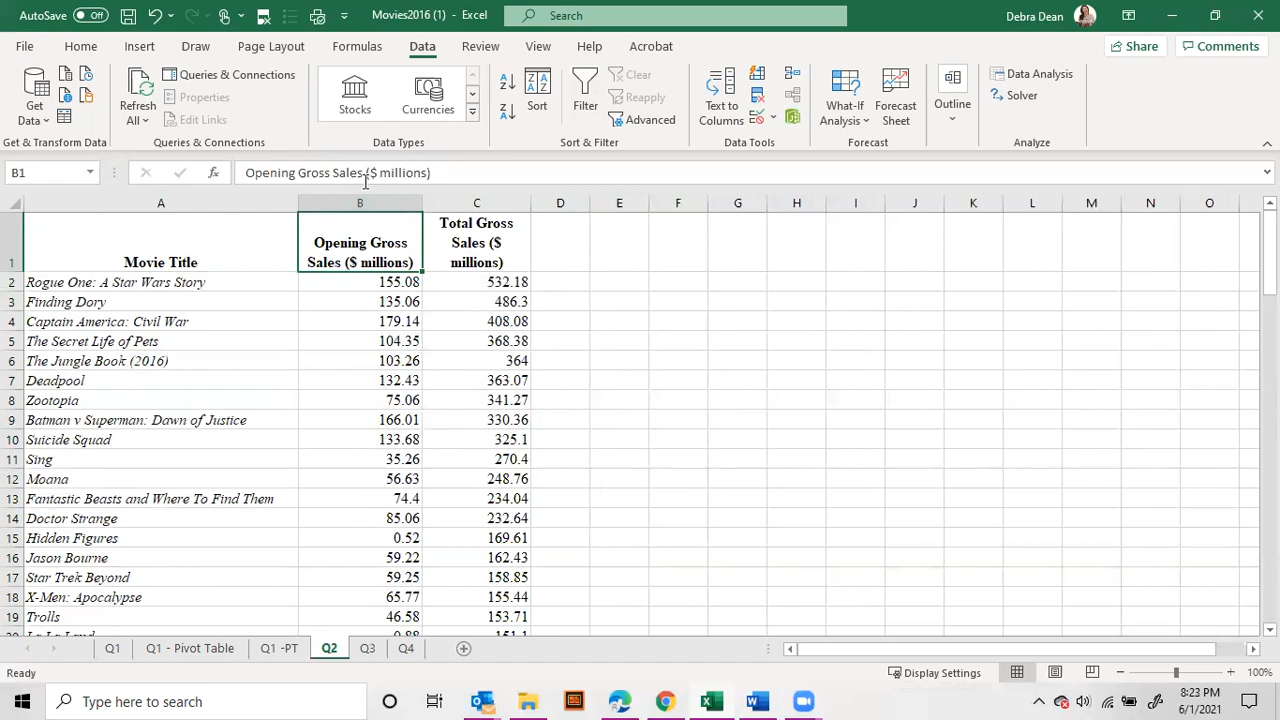 AutoSave Off Movies2016 (1) - Excel Search Debra Dean
File Home Insert Draw Page Layout Formulas Data Review View Help Acrobat Share Comments
Get Data
Refresh All
Queries & Connections
Properties
Edit Links
Stocks Currencies
Sort
Filter
Clear
Reapply
Advanced
Text to Columns
What-If Analysis
Forecast Sheet
Outline
Data Analysis
Solver
Get & Transform Data Queries & Connections Data Types Sort & Filter Data Tools Forecast Analyze
B1 fx Opening Gross Sales ($ millions)
A B C D E F G H I J K L M N O
1 Movie Title Opening Gross Sales ($ millions) Total Gross Sales ($ millions)
2 Rogue One: A Star Wars Story 155.08 532.18
3 Finding Dory 135.06 486.3
4 Captain America: Civil War 179.14 408.08
5 The Secret Life of Pets 104.35 368.38
6 The Jungle Book (2016) 103.26 364
7 Deadpool 132.43 363.07
8 Zootopia 75.06 341.27
9 Batman v Superman: Dawn of Justice 166.01 330.36
10 Suicide Squad 133.68 325.1
11 Sing 35.26 270.4
12 Moana 56.63 248.76
13 Fantastic Beasts and Where To Find Them 74.4 234.04
14 Doctor Strange 85.06 232.64
15 Hidden Figures 0.52 169.61
16 Jason Bourne 59.22 162.43
17 Star Trek Beyond 59.25 158.85
18 X-Men: Apocalypse 65.77 155.44
19 Trolls 46.58 153.71
Q1 Q1 - Pivot Table Q1 -PT Q2 Q3 Q4
Ready Display Settings 100%
Type here to search 8:23 PM
6/1/2021